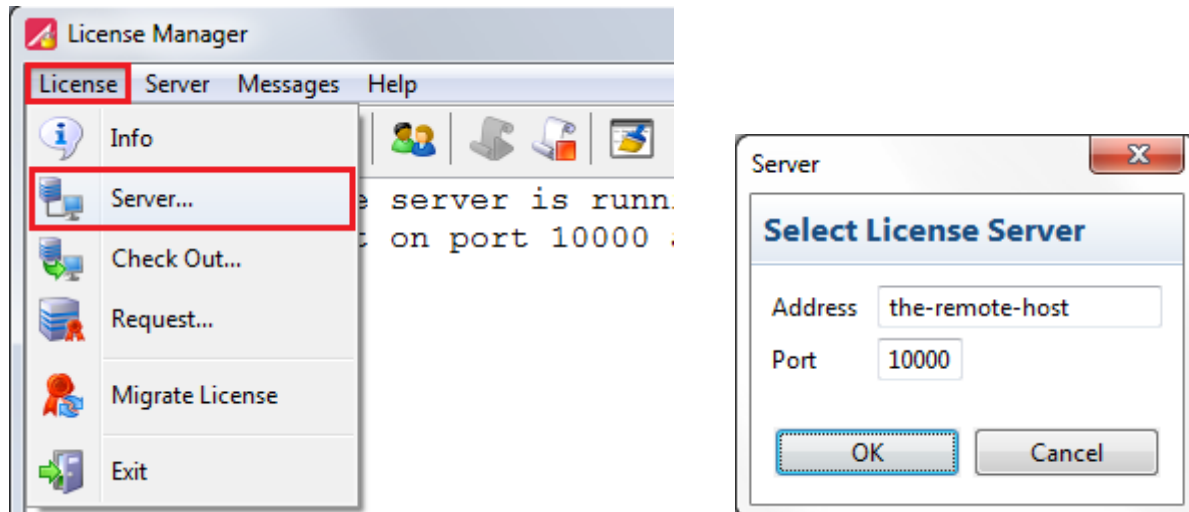 License Manager
License Server Messages Help
Info
Server...
server is runn
Check Out...
on port 10000
Request...
Migrate License
Exit
Server
Select License Server
Address the-remote-host
Port 10000
OK Cancel